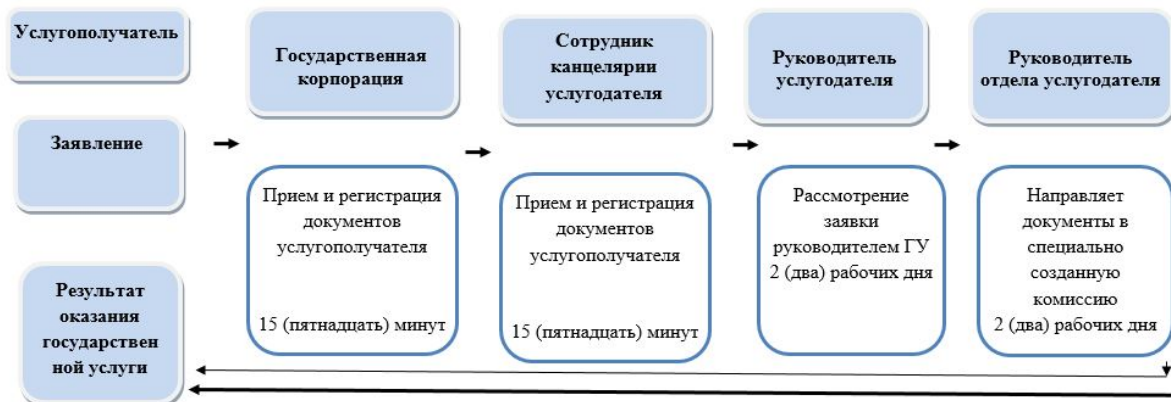 Услугополучатель
Заявление
Результат
оказания
государствен
ной услуги
Государственная
корпорация
Прием и регистрация
документов
услугополучателя
15 (пятнадцать) минут
Сотрудник
канцелярии
услугодателя
Прием и регистрация
документов
услугополучателя
15 (пятнадцать) минут
Руководитель
услугодателя
Рассмотрение
заявки
руководителем ГУ
2 (два) рабочих дня
Руководитель
отдела услугодателя
Направляет
документы в
специально
созданную
комиссию
2 (два) рабочих дня